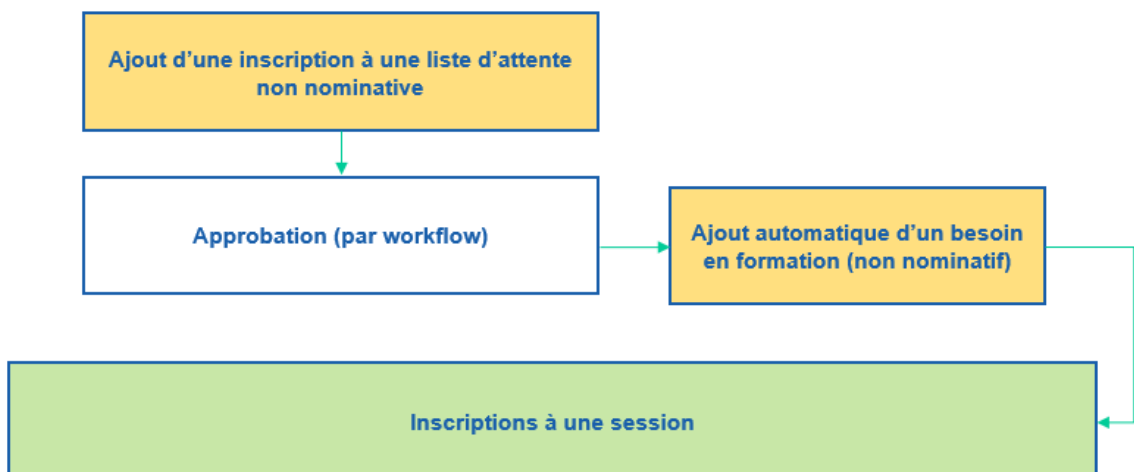 Ajout d’une inscription à une liste d’attente
non nominative
Approbation (par workflow)
Ajout automatique d’un besoin
en formation (non nominatif)
Inscriptions à une session